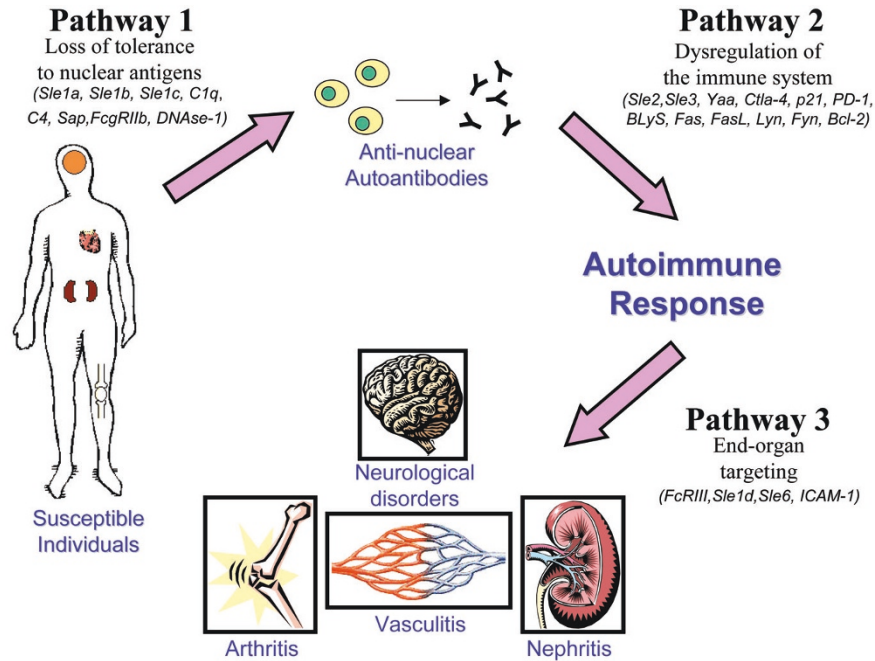 Pathway 1
Loss of tolerance
to nuclear antigens
(Sle1a, Sle1b, Sle1c, C1q,
C4, Sap,FcgRIIb, DNAse-1)
Anti-nuclear
Autoantibodies
Pathway 2
Dysregulation of
the immune system
(Sle2,Sle3, Yaa, Ctla-4, p21, PD-1,
BLyS, Fas, FasL, Lyn, Fyn, Bcl-2)
Autoimmune
Response
Pathway 3
End-organ
targeting
(FcRIII,Sle1d,Sle6, ICAM-1)
Susceptible
Individuals
Neurological
disorders
Arthritis
Vasculitis
Nephritis